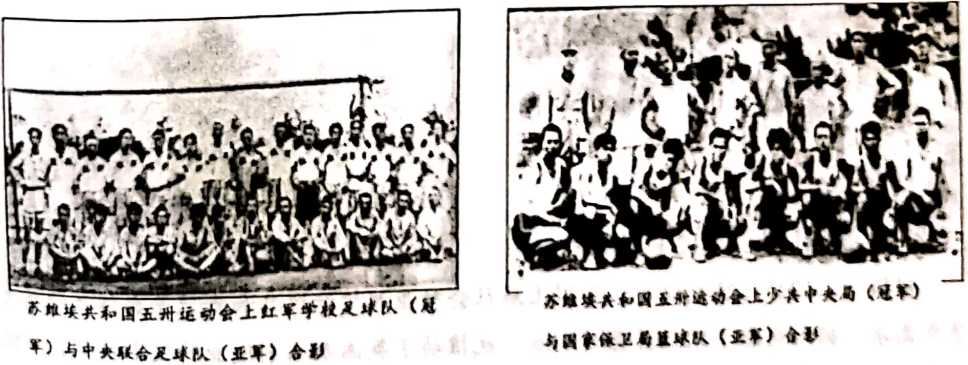 苏维埃共和国五卅运动会上红军学校足球队（冠
军）与中央联合足球队（亚军）合影
苏维埃共和国五卅运动会上少共中央局（冠军）
与国家保卫局篮球队（亚军）合影